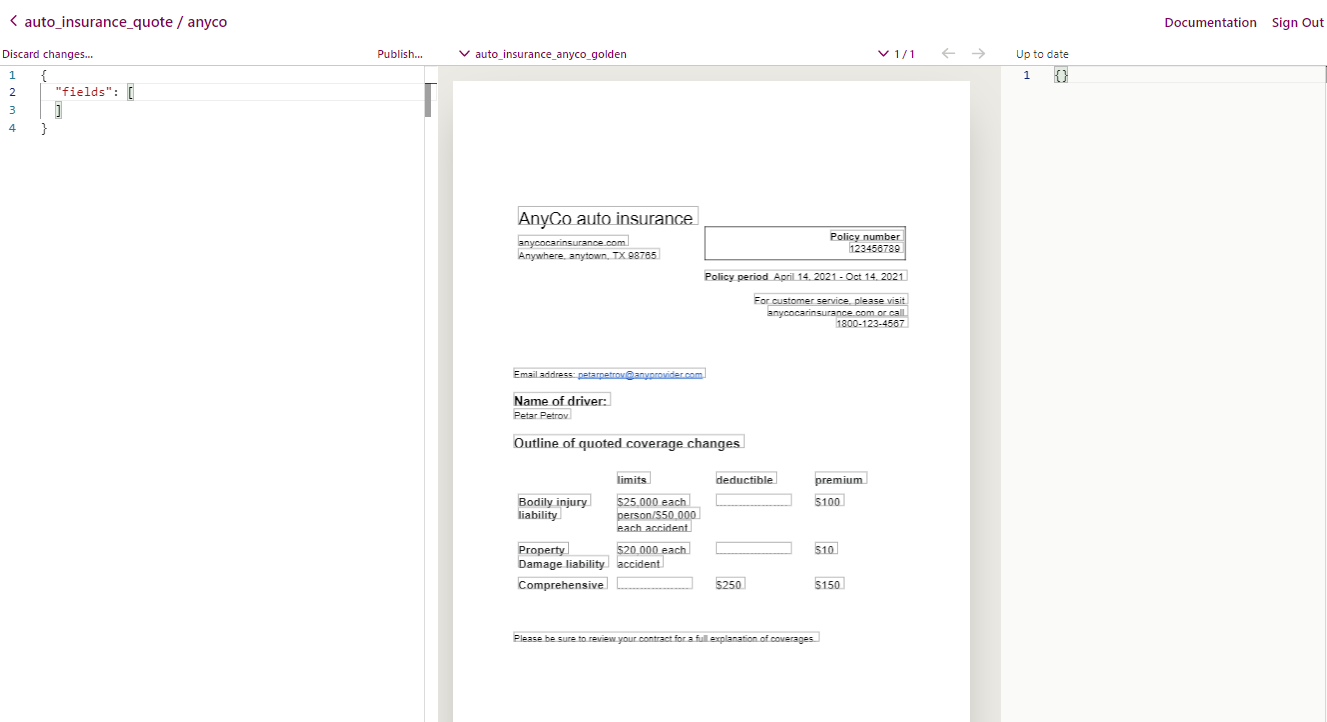 auto_insurance_quote / anyco
Documentation
Sign Out
Discard changes...
Publish...
auto_insurance_anyco_golden
1 / 1
Up to date
1 {
2 "fields": [
3 ]
4 }
AnyCo auto insurance
anycocarinsurance.com
Anywhere, anytown, TX 98765
Policy number
123456789
Policy period April 14, 2021 - Oct 14, 2021
For customer service, please visit
anycocarinsurance.com or call
1800-123-4567
Email address: petarpetrov@anyprovider.com
Name of driver:
Petar Petrov
Outline of quoted coverage changes
limits deductible premium
Bodily injury $25,000 each $100
liability person/$50,000
each accident
Property $20,000 each $10
Damage liability accident
Comprehensive $250 $150
Please be sure to review your contract for a full explanation of coverages.
1 {}